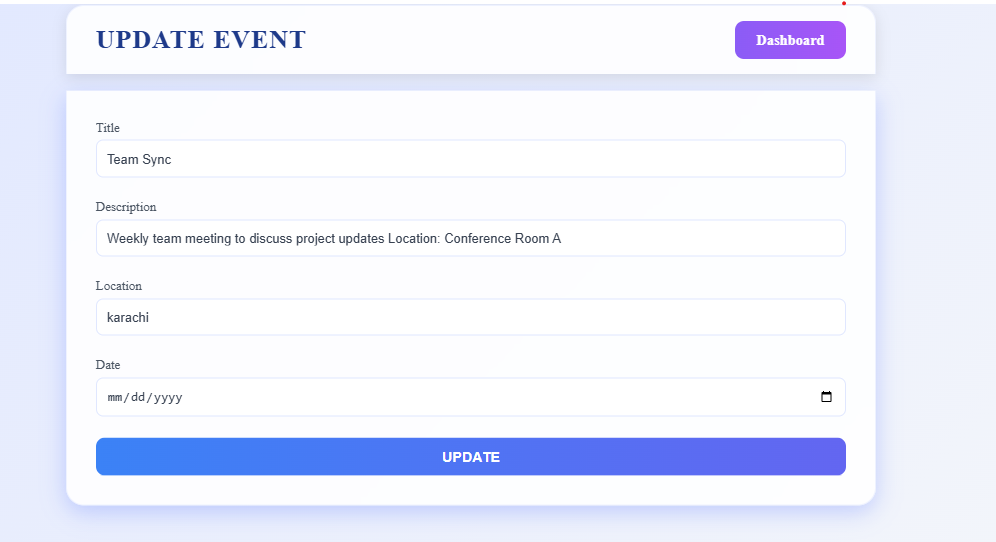 UPDATE EVENT
Dashboard
Title
Team Sync
Description
Weekly team meeting to discuss project updates Location: Conference Room A
Location
karachi
Date
mm/dd/yyyy
UPDATE